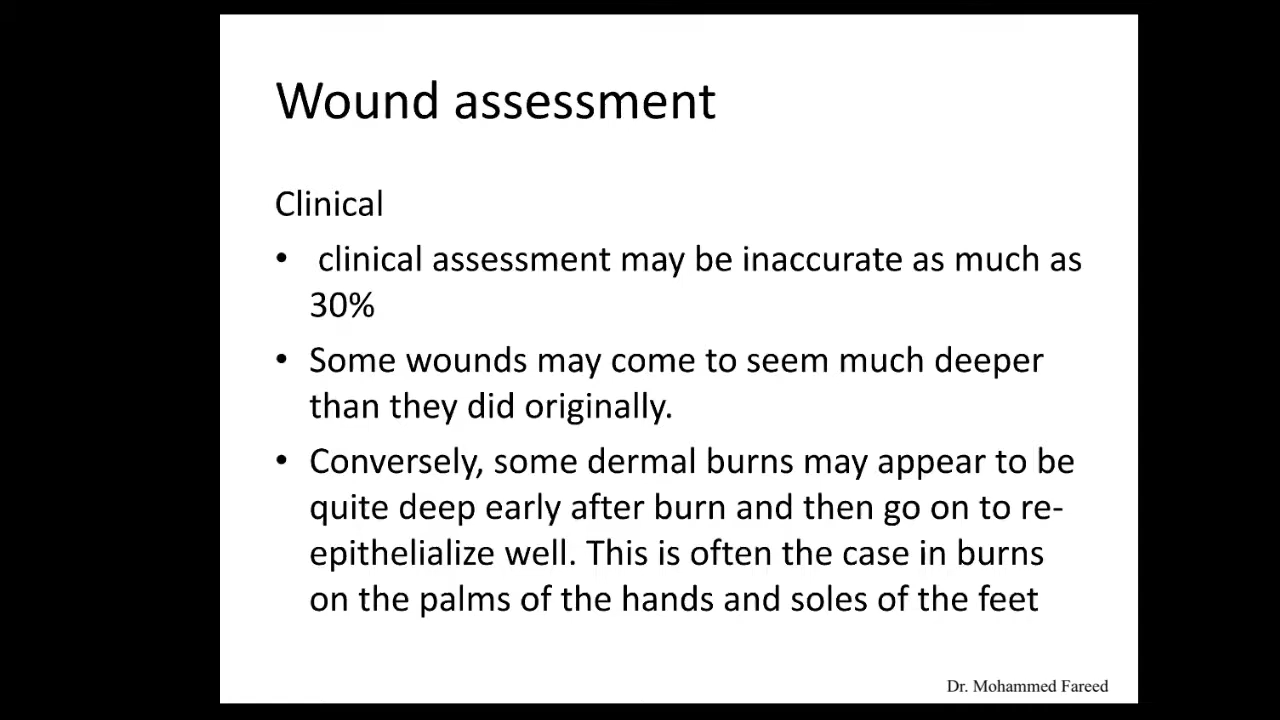 Wound assessment
Clinical
• clinical assessment may be inaccurate as much as
30%
• Some wounds may come to seem much deeper
than they did originally.
• Conversely, some dermal burns may appear to be
quite deep early after burn and then go on to re-
epithelialize well. This is often the case in burns
on the palms of the hands and soles of the feet
Dr. Mohammed Fareed